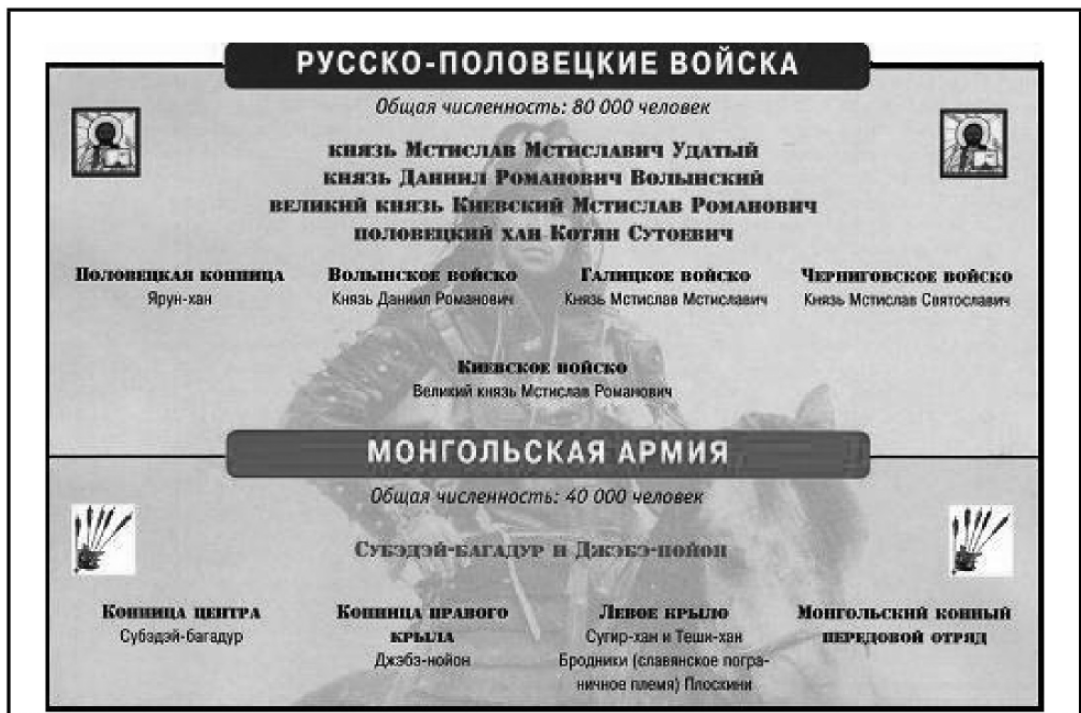 РУССКО-ПОЛОВЕЦКИЕ ВОЙСКА
Общая численность: 80 000 человек
князь Мстислав Мстиславич Удатый
князь Даниил Романович Волынский
великий князь Киевский Мстислав Романович
половецкий хан Котян Сутоевич
Половецкая конница
Ярун-хан
Волынское войско
Князь Даниил Романович
Галицкое войско
Князь Мстислав Мстиславич
Черниговское войско
Князь Мстислав Святославич
Киевское войско
Великий князь Мстислав Романович
МОНГОЛЬСКАЯ АРМИЯ
Общая численность: 40 000 человек
Субэдэй-багадур и Джэбэ-нойон
Конница центра
Субэдэй-багадур
Конница правого
крыла
Джэбэ-нойон
Левое крыло
Сугир-хан и Теши-хан
Бродники (славянское погра-
ничное племя) Плоскини
Монгольский конный
передовой отряд